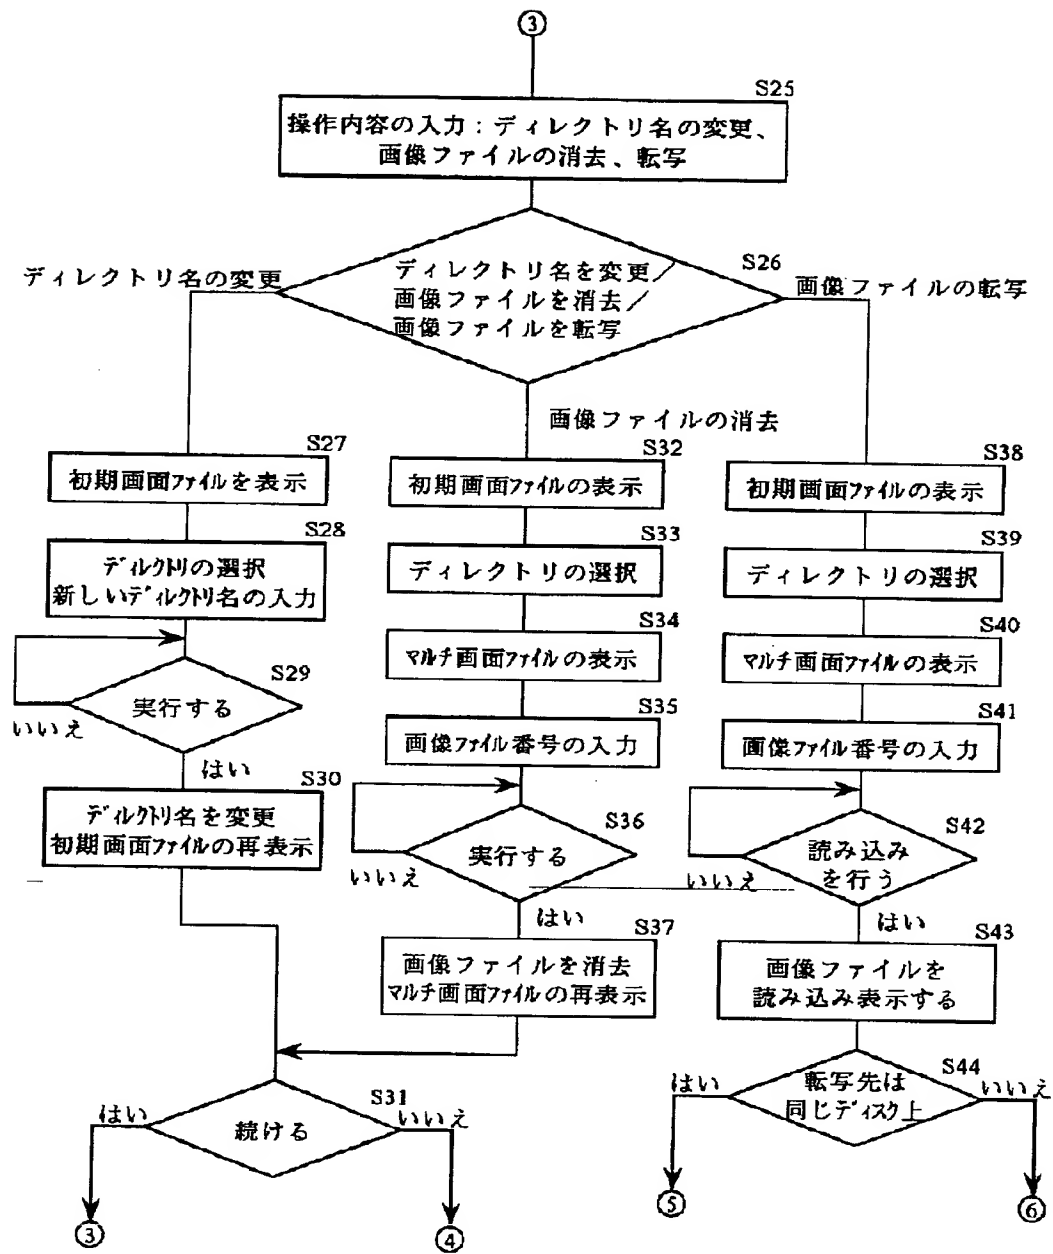 ③
S25
操作内容の入力：ディレクトリ名の変更、
画像ファイルの消去、転写
S26
ディレクトリ名を変更／
画像ファイルを消去／
画像ファイルを転写
ディレクトリ名の変更
画像ファイルの転写
画像ファイルの消去
S27
初期画面ファイルを表示
S28
ディレクトリの選択
新しいディレクトリ名の入力
S29
実行する
いいえ
はい
S30
ディレクトリ名を変更
初期画面ファイルの再表示
S32
初期画面ファイルの表示
S33
ディレクトリの選択
S34
マルチ画面ファイルの表示
S35
画像ファイル番号の入力
S36
実行する
いいえ
はい
S37
画像ファイルを消去
マルチ画面ファイルの再表示
S31
続ける
はい
いいえ
③
④
S38
初期画面ファイルの表示
S39
ディレクトリの選択
S40
マルチ画面ファイルの表示
S41
画像ファイル番号の入力
S42
読み込み
を行う
いいえ
はい
S43
画像ファイルを
読み込み表示する
S44
転写先は
同じディスク上
はい
いいえ
⑤
⑥